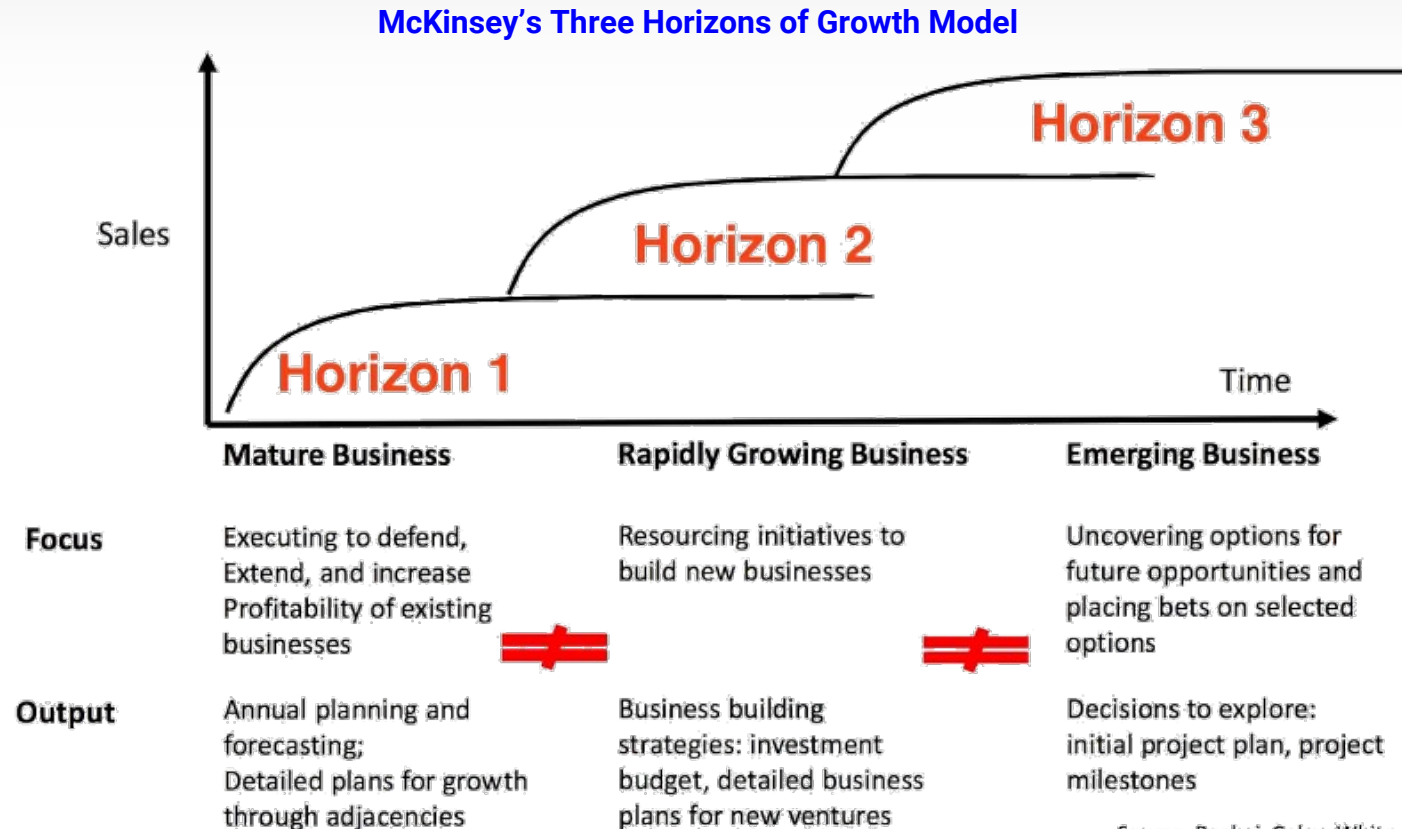 McKinsey’s Three Horizons of Growth Model
Horizon 3
Sales
Horizon 2
Horizon 1
Time
Mature Business
Rapidly Growing Business
Emerging Business
Focus
Executing to defend,
Extend, and increase
Profitability of existing
businesses
Resourcing initiatives to
build new businesses
Uncovering options for
future opportunities and
placing bets on selected
options
Output
Annual planning and
forecasting;
Detailed plans for growth
through adjacencies
Business building
strategies: investment
budget, detailed business
plans for new ventures
Decisions to explore:
initial project plan, project
milestones